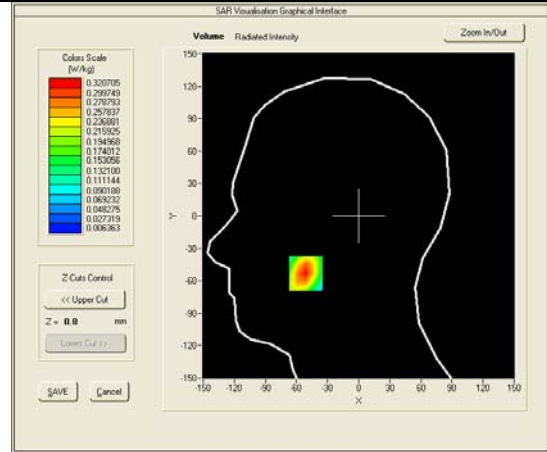 SAR Visualisation Graphical Interface
Volume Radiated Intensity
Zoom In/Out
Colors Scale
(W/kg)
0.320705
0.299749
0.278793
0.257837
0.236881
0.215925
0.194968
0.174012
0.153056
0.132100
0.111144
0.090188
0.069232
0.048275
0.027319
0.006363
Z Cuts Control
<< Upper Cut
Z = 0.0 mm
Lower Cut >>
SAVE Cancel
150
120
90
60
30
0
-30
-60
-90
-120
-150
Y
-150 -120 -90 -60 -30 0 30 60 90 120 150
X